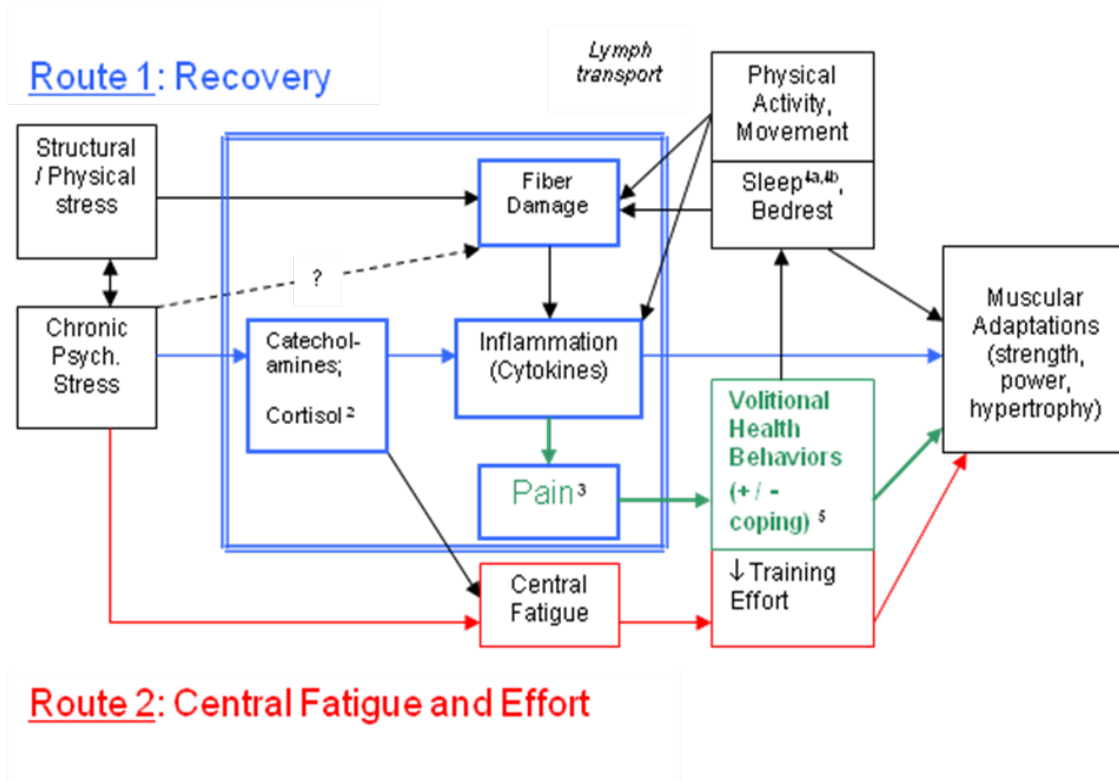 Route 1: Recovery
Lymph
transport
Physical
Activity,
Movement
Structural
/ Physical
stress
Fiber
Damage
Sleep4a,4b,
Bedrest
?
Chronic
Psych.
Stress
Catechol-
amines;
Cortisol 2
Inflammation
(Cytokines)
Muscular
Adaptations
(strength,
power,
hypertrophy)
Pain 3
Volitional
Health
Behaviors
(+ / -
coping) 5
Central
Fatigue
↓ Training
Effort
Route 2: Central Fatigue and Effort